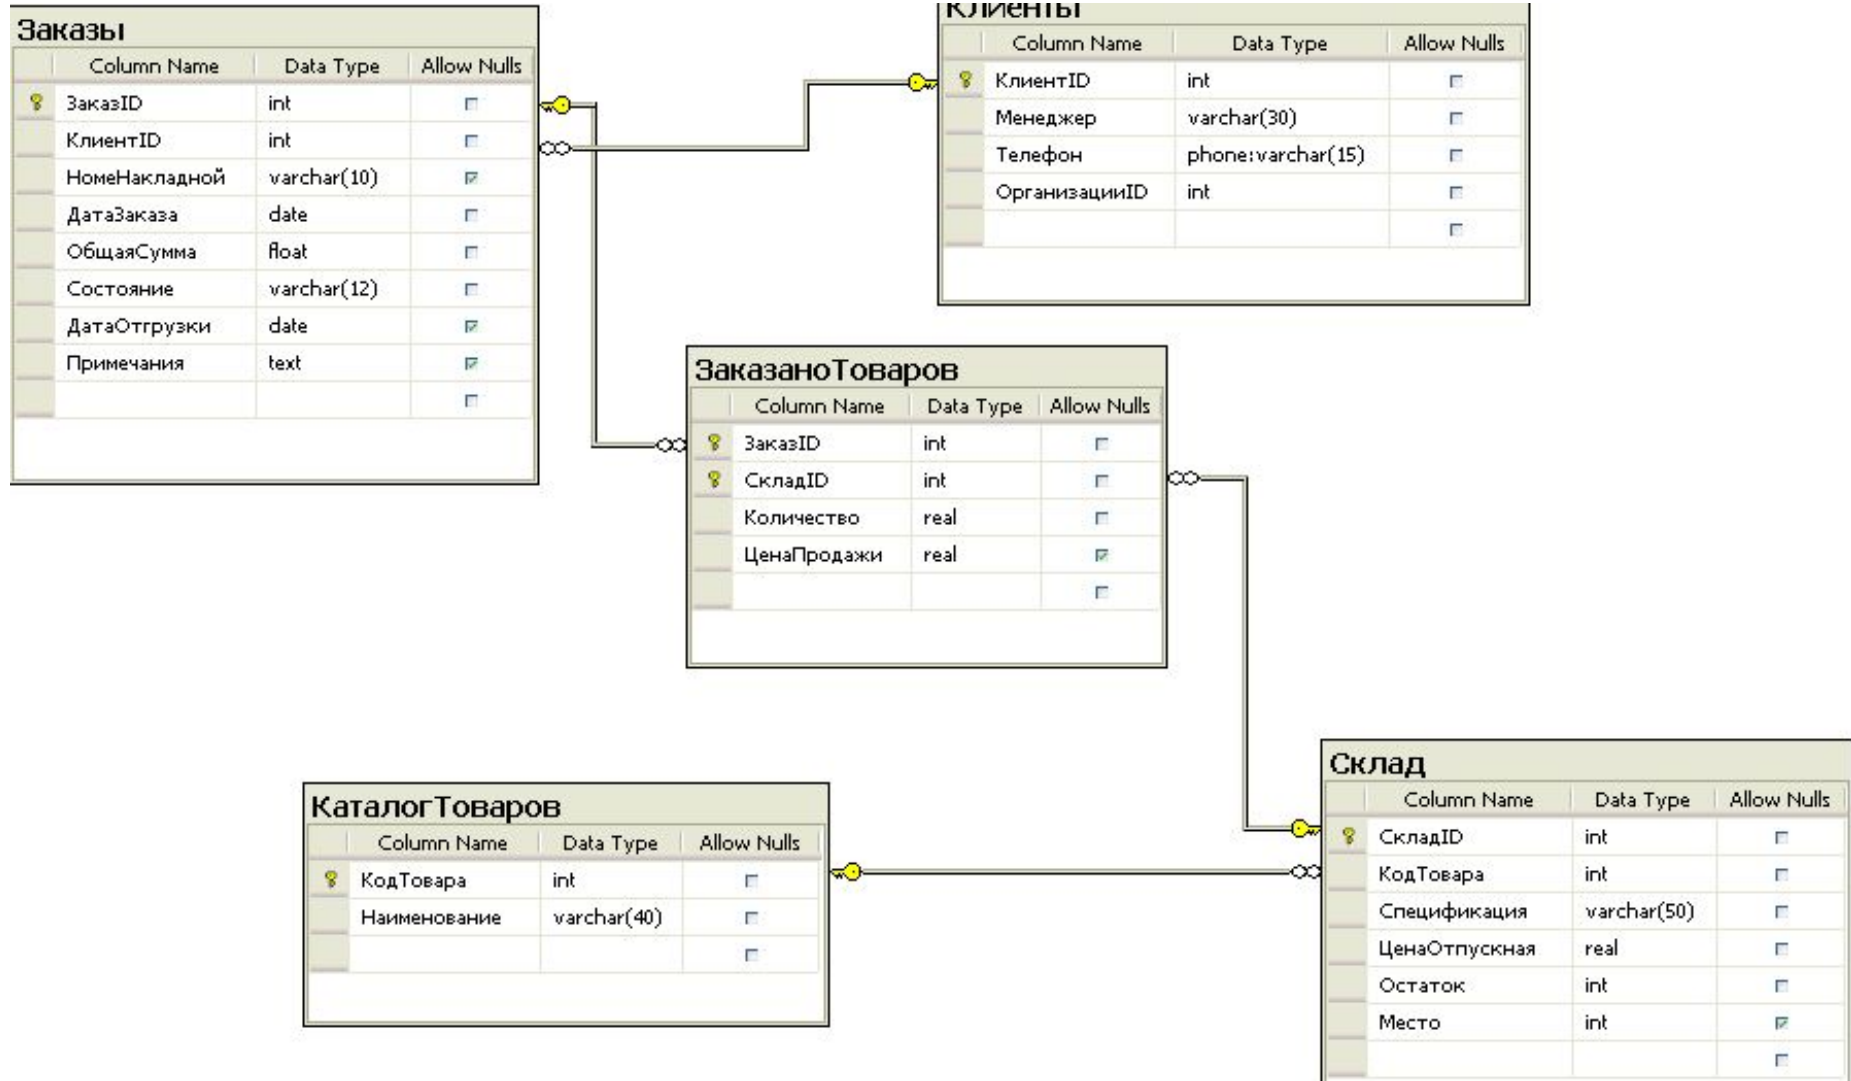 Заказы
Column Name Data Type Allow Nulls
ЗаказID int
КлиентID int
НомеНакладной varchar(10)
ДатаЗаказа date
ОбщаяСумма float
Состояние varchar(12)
ДатаОтгрузки date
Примечания text
Клиенты
Column Name Data Type Allow Nulls
КлиентID int
Менеджер varchar(30)
Телефон phone:varchar(15)
ОрганизацииID int
ЗаказаноТоваров
Column Name Data Type Allow Nulls
ЗаказID int
СкладID int
Количество real
ЦенаПродажи real
КаталогТоваров
Column Name Data Type Allow Nulls
КодТовара int
Наименование varchar(40)
Склад
Column Name Data Type Allow Nulls
СкладID int
КодТовара int
Спецификация varchar(50)
ЦенаОтпускная real
Остаток int
Место int